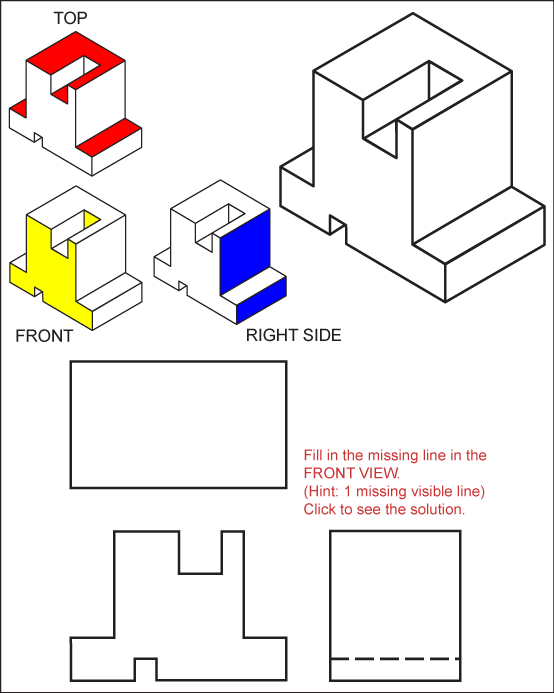 TOP
FRONT
RIGHT SIDE
Fill in the missing line in the
FRONT VIEW.
(Hint: 1 missing visible line)
Click to see the solution.